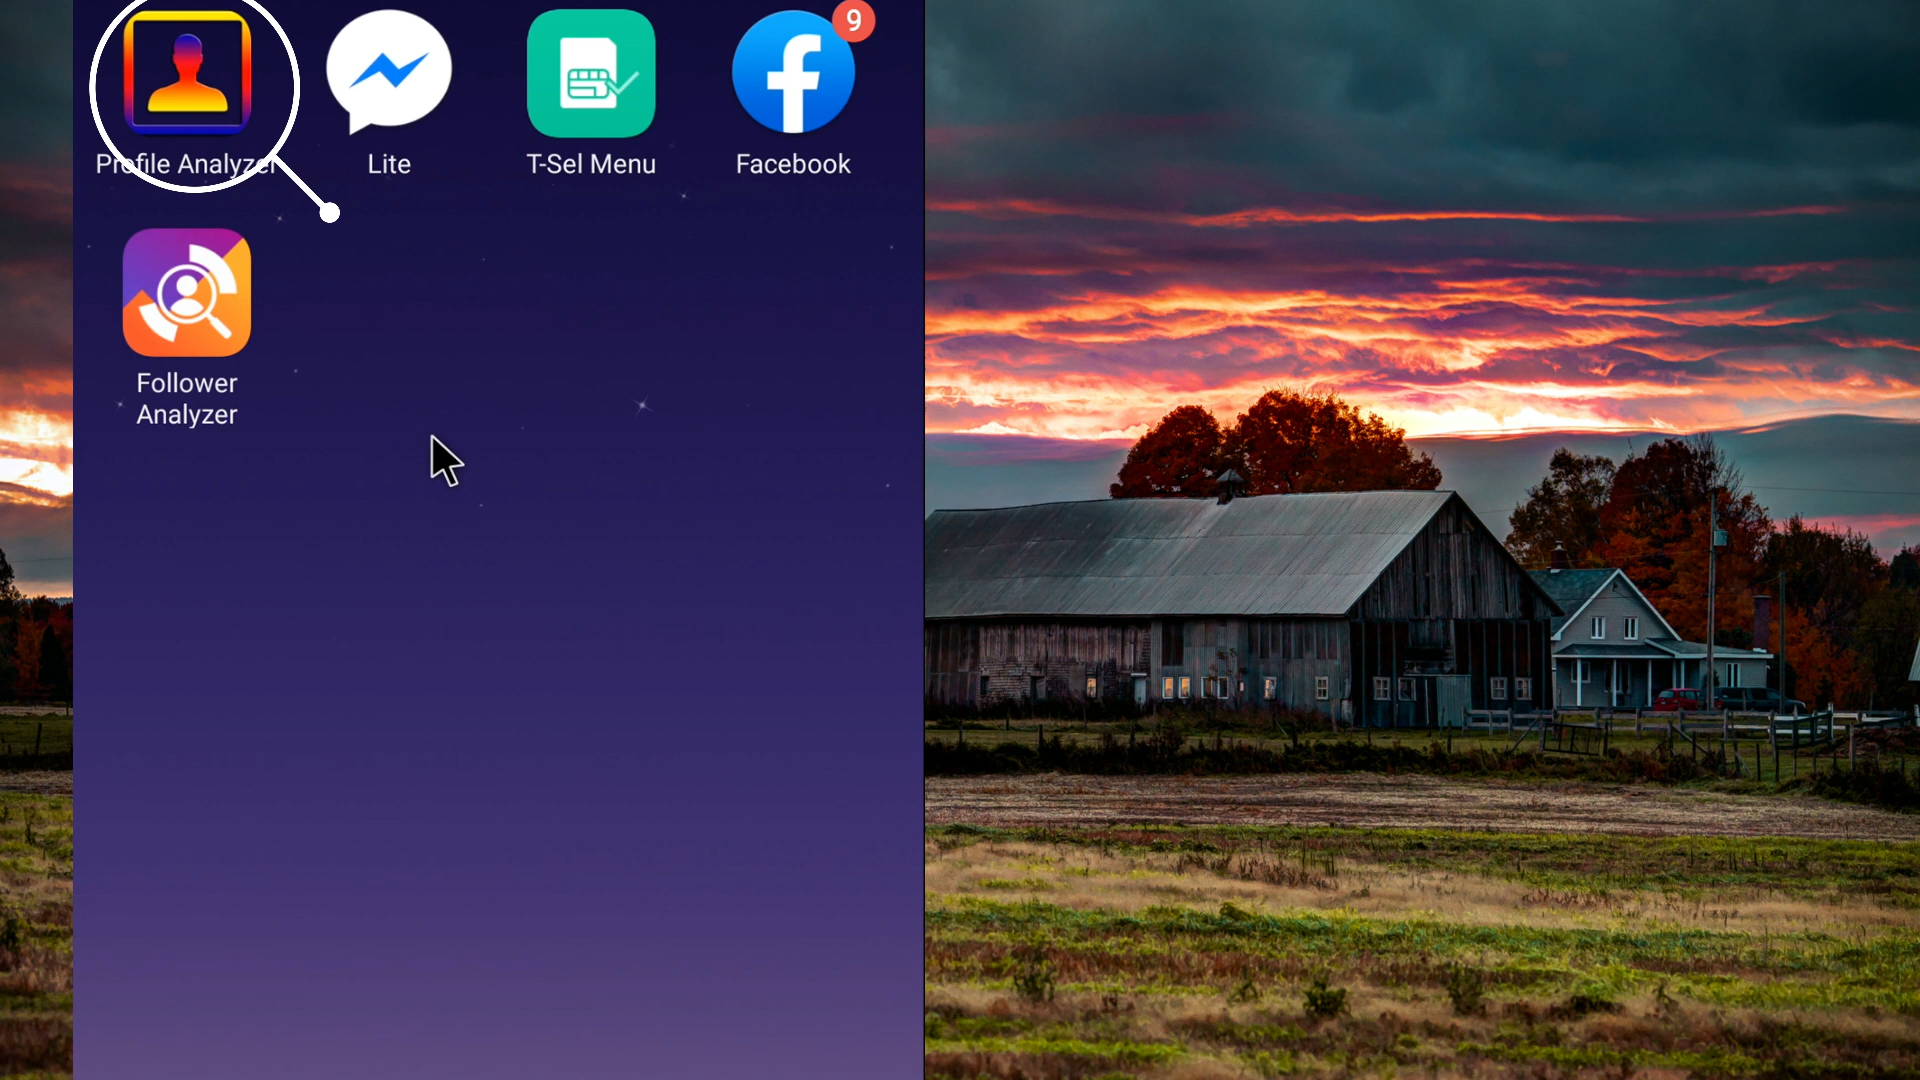 9
Profile Analyzer
Lite
T-Sel Menu
Facebook
Follower
Analyzer